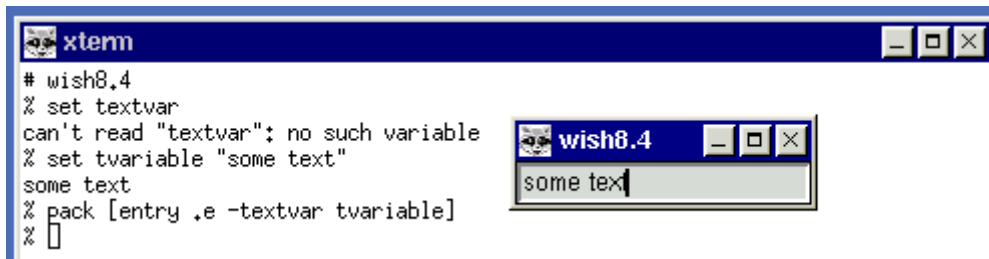 xterm
# wish8.4
% set textvar
can't read "textvar": no such variable
% set tvariable "some text"
some text
% pack [entry .e -textvar tvariable]
%
wish8.4
some text